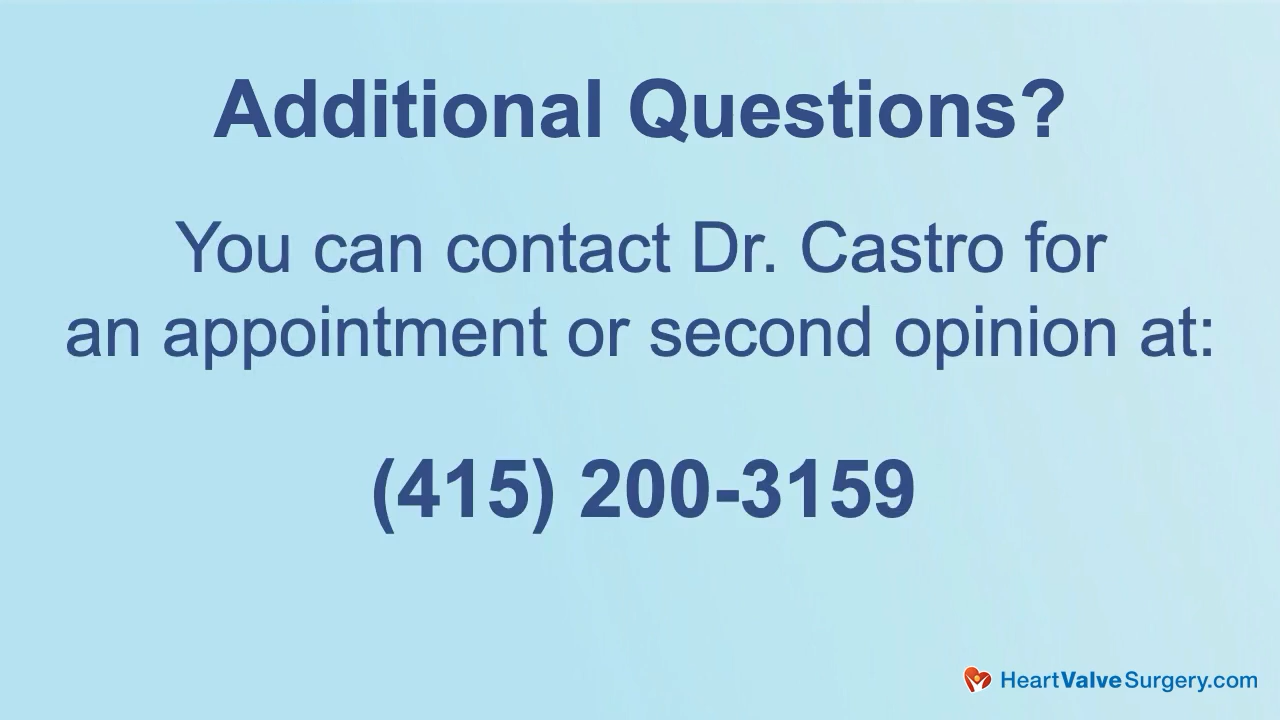 Additional Questions?
You can contact Dr. Castro for
an appointment or second opinion at:
(415) 200-3159
HeartValveSurgery.com